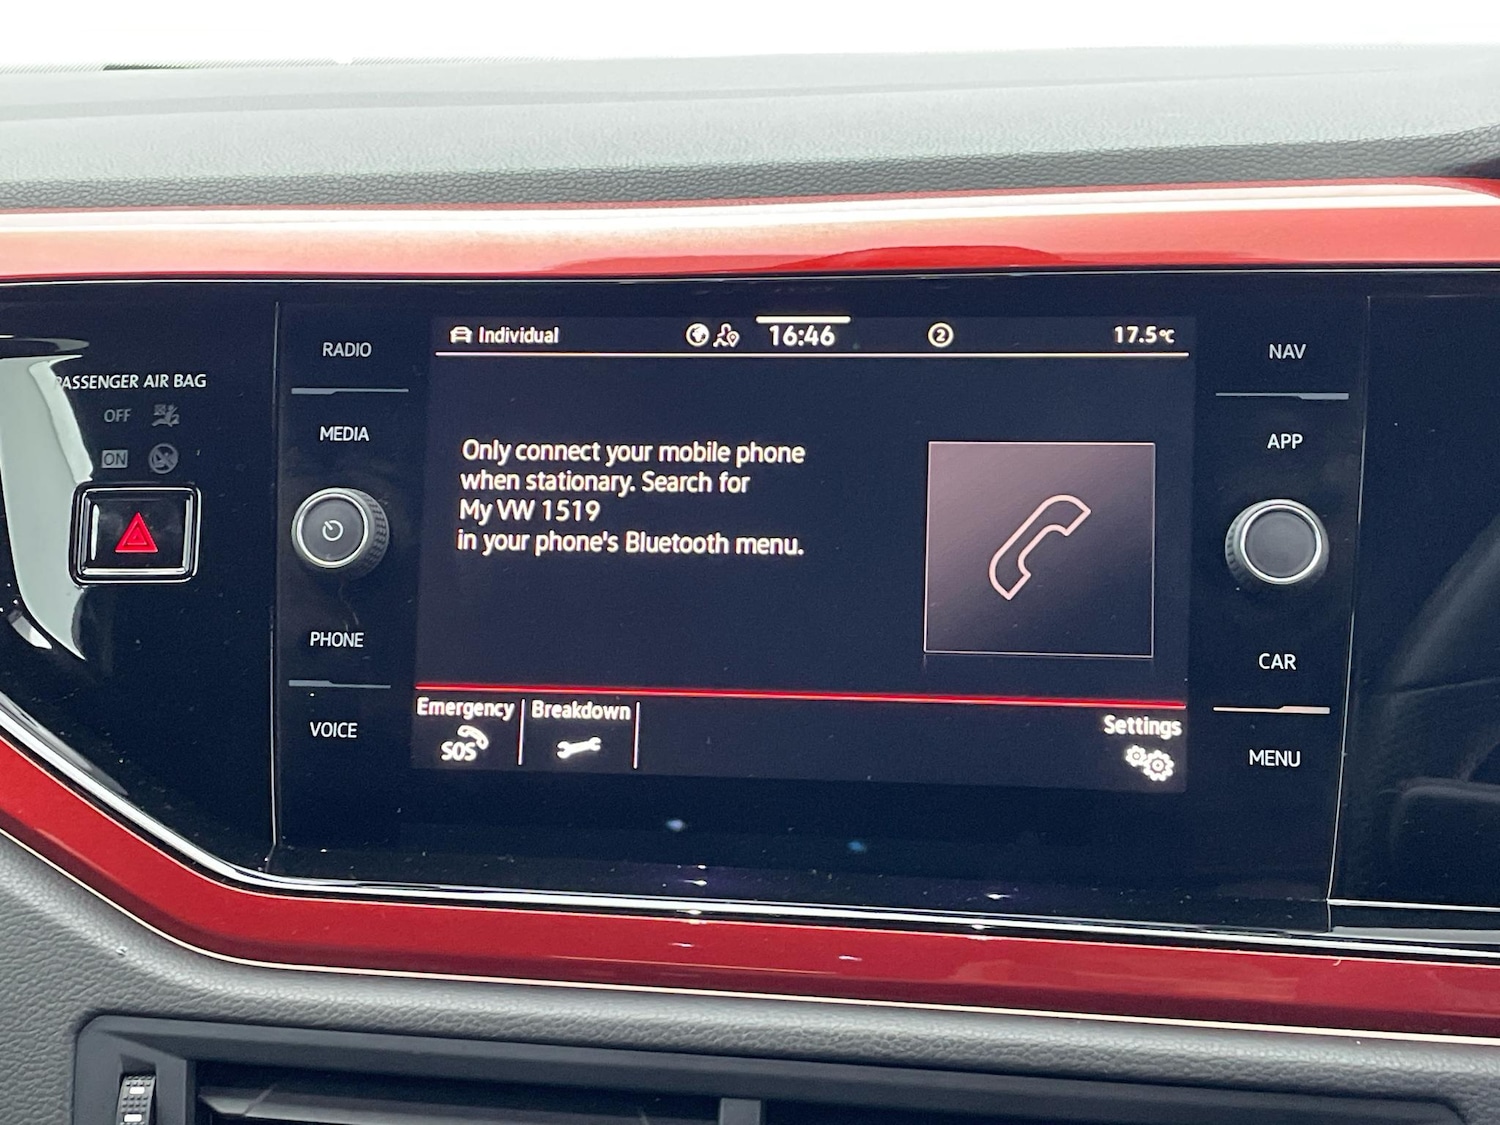 Individual
16:46
2
17.5°C
RADIO
NAV
PASSENGER AIR BAG
OFF
ON
MEDIA
APP
Only connect your mobile phone
when stationary. Search for
My VW 1519
in your phone's Bluetooth menu.
PHONE
CAR
VOICE
MENU
Emergency
SOS
Breakdown
Settings